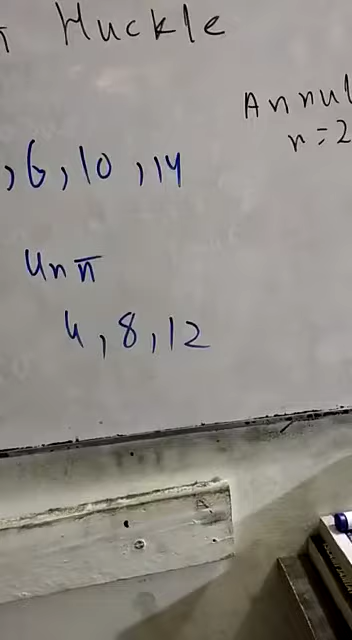 Huckle
Annul
n=2
,6,10,14
4nπ
4,8,12